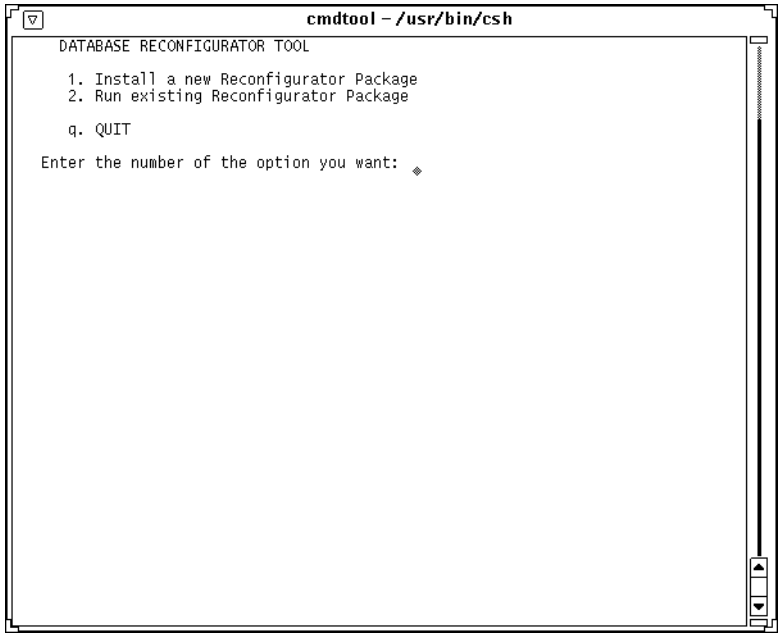 cmdtool – /usr/bin/csh
DATABASE RECONFIGURATOR TOOL
1. Install a new Reconfigurator Package
2. Run existing Reconfigurator Package
q. QUIT
Enter the number of the option you want: